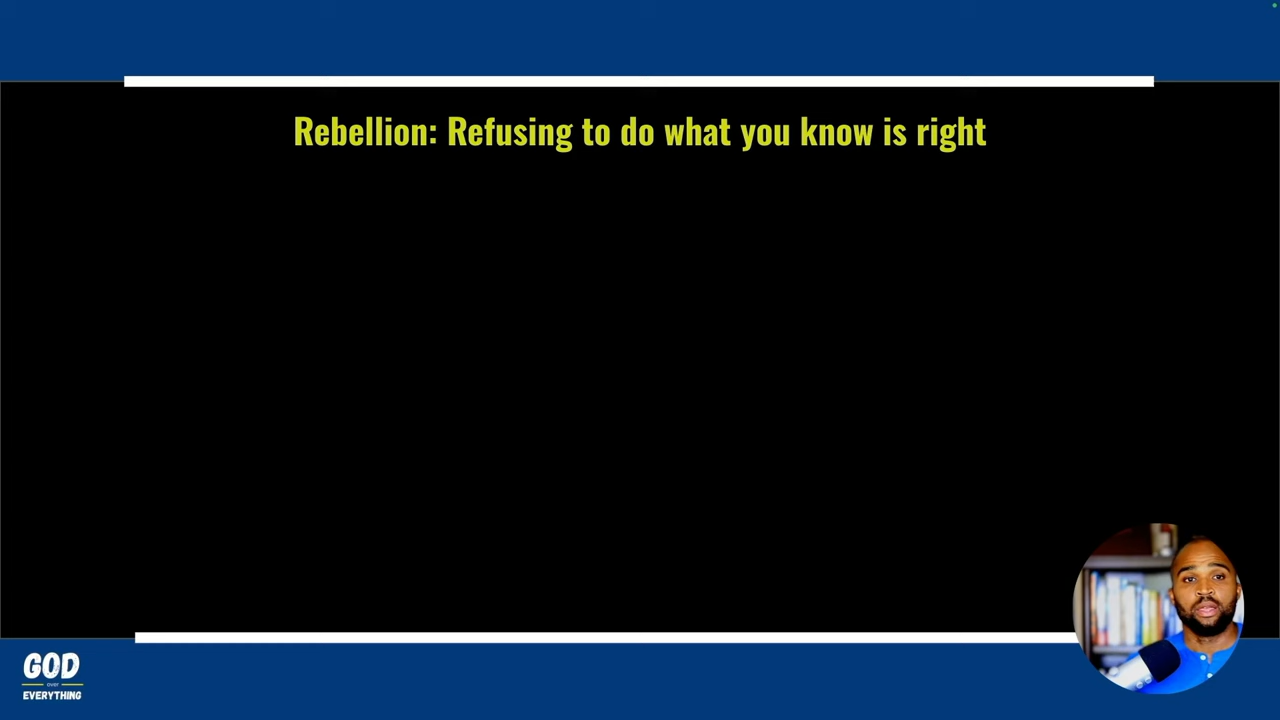 Rebellion: Refusing to do what you know is right
GOD
over
EVERYTHING